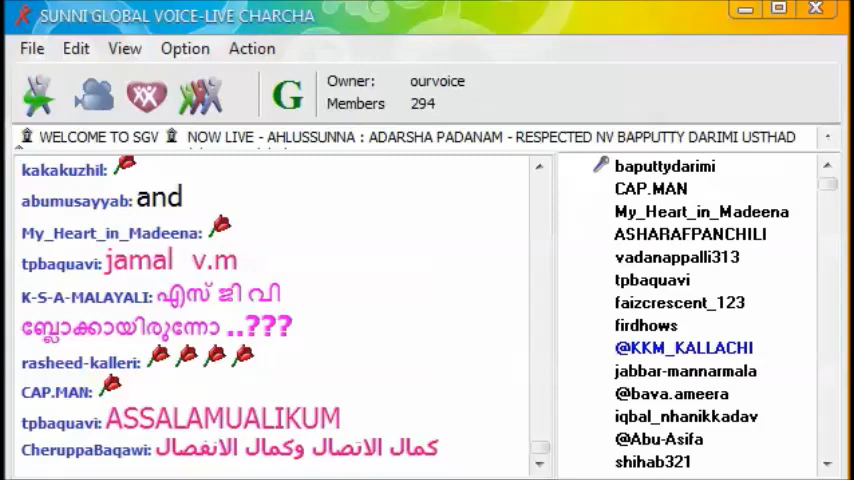 SUNNI GLOBAL VOICE-LIVE CHARCHA
File Edit View Option Action
G
Owner: ourvoice
Members 294
WELCOME TO SGV NOW LIVE - AHLUSSUNNA : ADARSHA PADANAM - RESPECTED NV BAPPUTTY DARIMI USTHAD
kakakuzhil:
abumusayyab: and
My_Heart_in_Madeena:
tpbaquavi: jamal v.m
K-S-A-MALAYALI: എസ് ജി വി
ബ്ലോക്കായിരുന്നോ ..???
rasheed-kalleri:
CAP.MAN:
tpbaquavi: ASSALAMUALIKUM
CheruppaBaqawi: كمال الاتصال وكمال الانفصال
baputtydarimi
CAP.MAN
My_Heart_in_Madeena
ASHARAFPANCHILI
vadanappalli313
tpbaquavi
faizcrescent_123
firdhows
@KKM_KALLACHI
jabbar-mannarmala
@bava.ameera
iqbal_nhanikkadav
@Abu-Asifa
shihab321